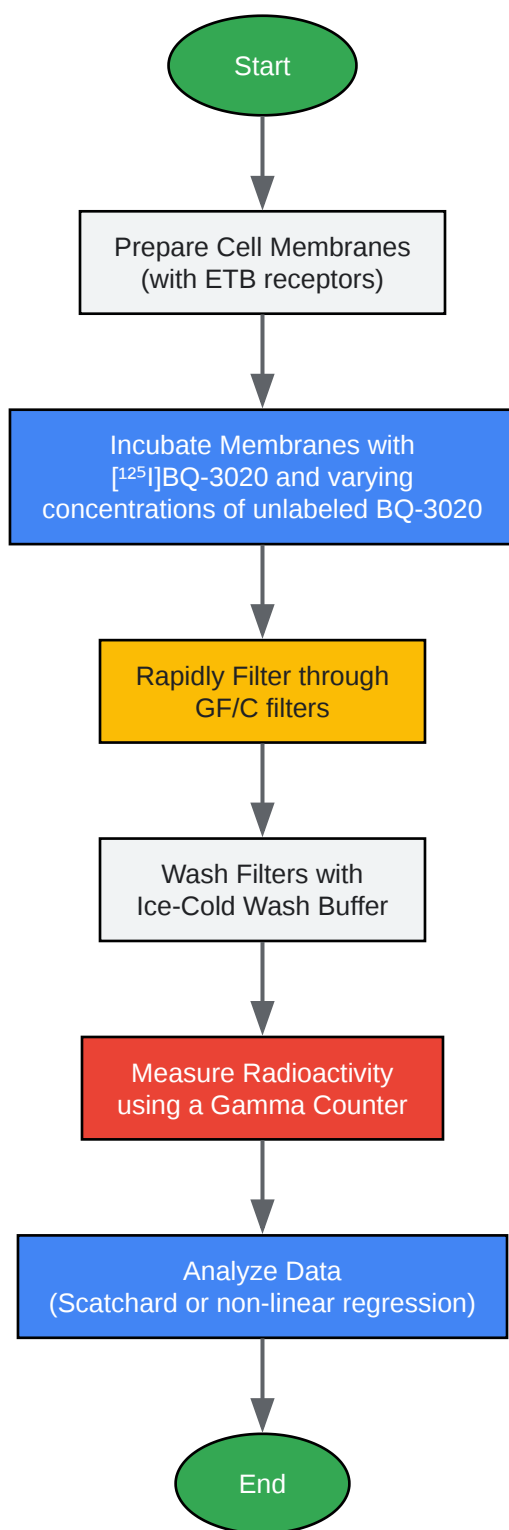 Start
Prepare Cell Membranes
(with ETB receptors)
Incubate Membranes with
[¹²⁵I]BQ-3020 and varying
concentrations of unlabeled BQ-3020
Rapidly Filter through
GF/C filters
Wash Filters with
Ice-Cold Wash Buffer
Measure Radioactivity
using a Gamma Counter
Analyze Data
(Scatchard or non-linear regression)
End